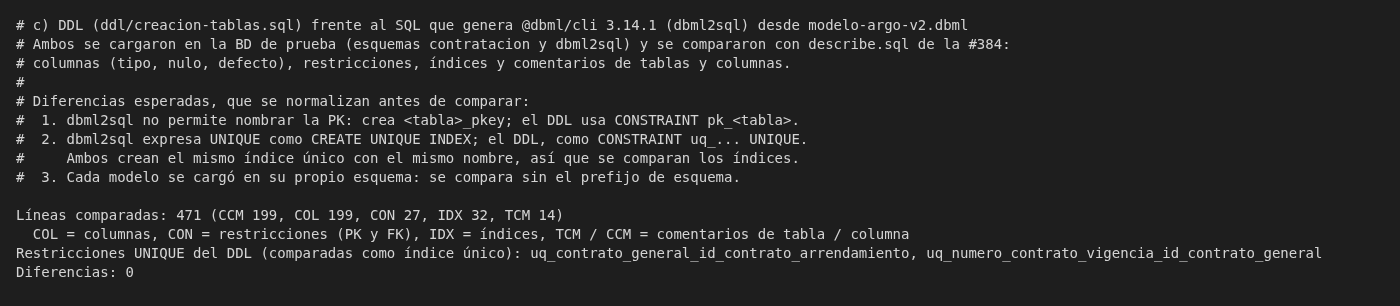 # c) DDL (ddl/creacion-tablas.sql) frente al SQL que genera @dbml/cli 3.14.1 (dbml2sql) desde modelo-argo-v2.dbml
# Ambos se cargaron en la BD de prueba (esquemas contratacion y dbml2sql) y se compararon con describe.sql de la #384:
# columnas (tipo, nulo, defecto), restricciones, índices y comentarios de tablas y columnas.
#
# Diferencias esperadas, que se normalizan antes de comparar:
#  1. dbml2sql no permite nombrar la PK: crea <tabla>_pkey; el DDL usa CONSTRAINT pk_<tabla>.
#  2. dbml2sql expresa UNIQUE como CREATE UNIQUE INDEX; el DDL, como CONSTRAINT uq_... UNIQUE.
#     Ambos crean el mismo índice único con el mismo nombre, así que se comparan los índices.
#  3. Cada modelo se cargó en su propio esquema: se compara sin el prefijo de esquema.

Líneas comparadas: 471 (CCM 199, COL 199, CON 27, IDX 32, TCM 14)
  COL = columnas, CON = restricciones (PK y FK), IDX = índices, TCM / CCM = comentarios de tabla / columna
Restricciones UNIQUE del DDL (comparadas como índice único): uq_contrato_general_id_contrato_arrendamiento, uq_numero_contrato_vigencia_id_contrato_general
Diferencias: 0